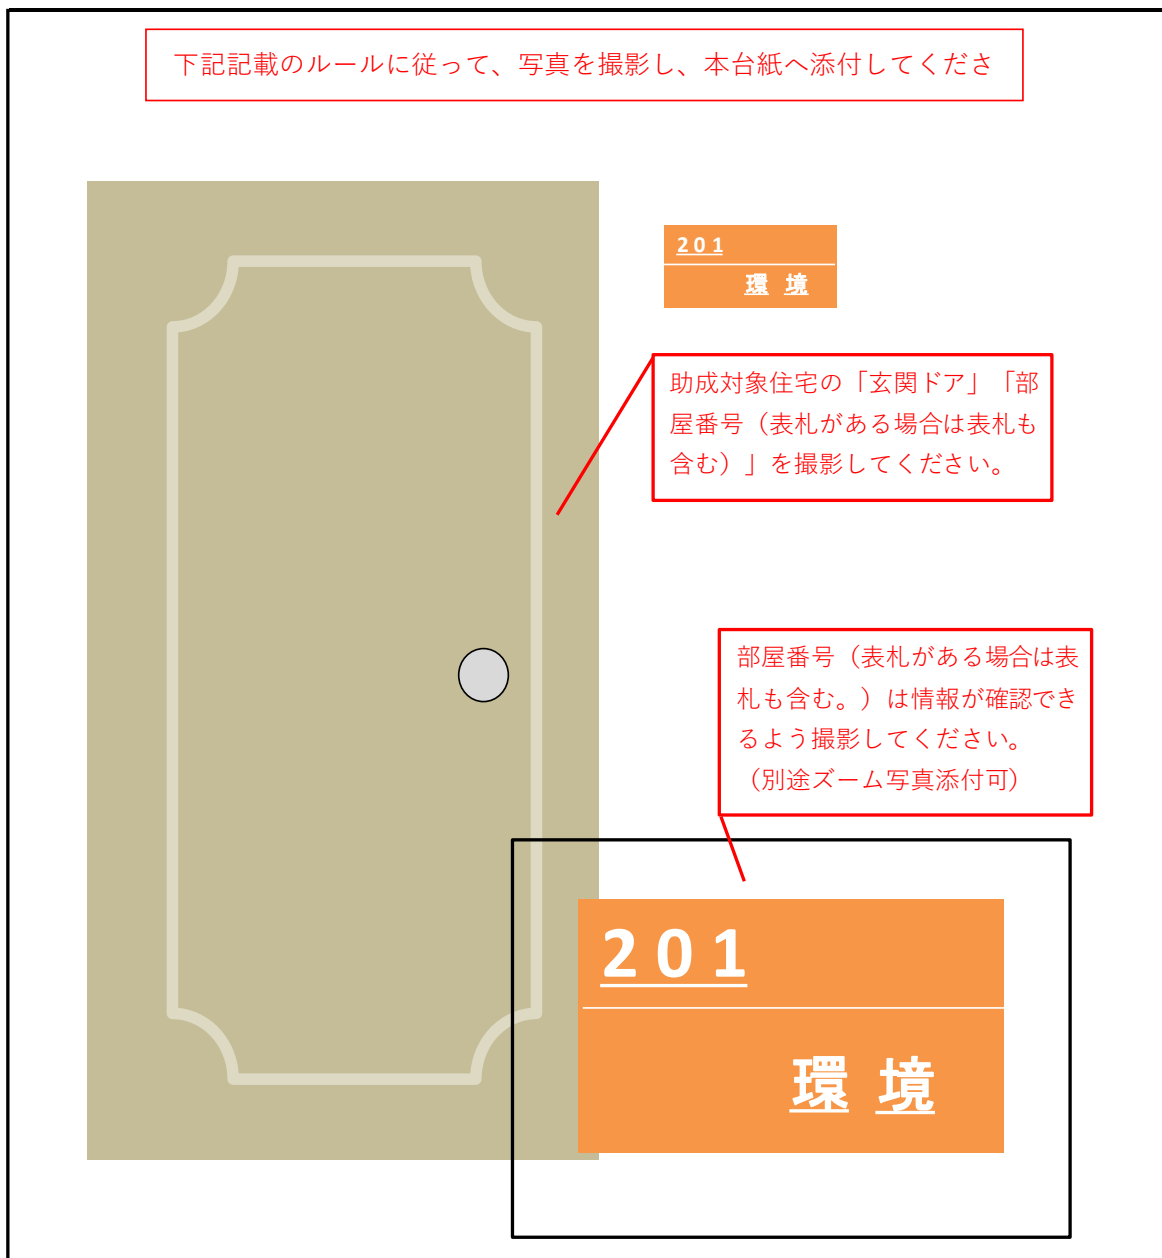 下記記載のルールに従って、写真を撮影し、本台紙へ添付してくださ
201
環 境
助成対象住宅の「玄関ドア」「部
屋番号（表札がある場合は表札も
含む）」を撮影してください。
部屋番号（表札がある場合は表
札も含む。）は情報が確認でき
るよう撮影してください。
（別途ズーム写真添付可）
201
環 境